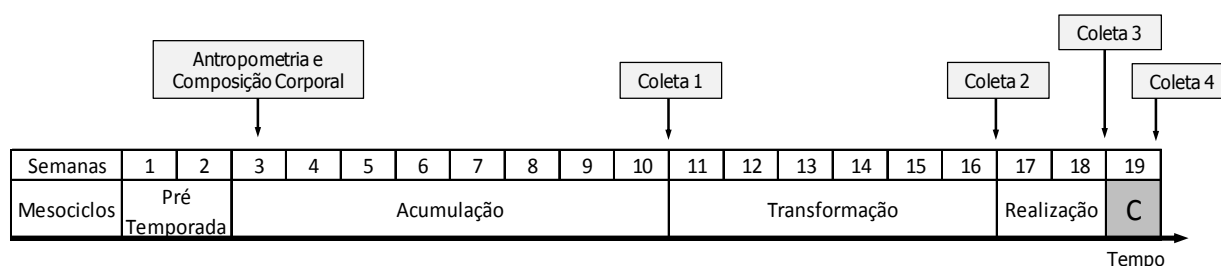 Coleta 3
Antropometria e
Composição Corporal
Coleta 1
Coleta 2
Coleta 4
Semanas 1 2 3 4 5 6 7 8 9 10 11 12 13 14 15 16 17 18 19
Mesociclos Pré Temporada Acumulação Transformação Realização C
Tempo